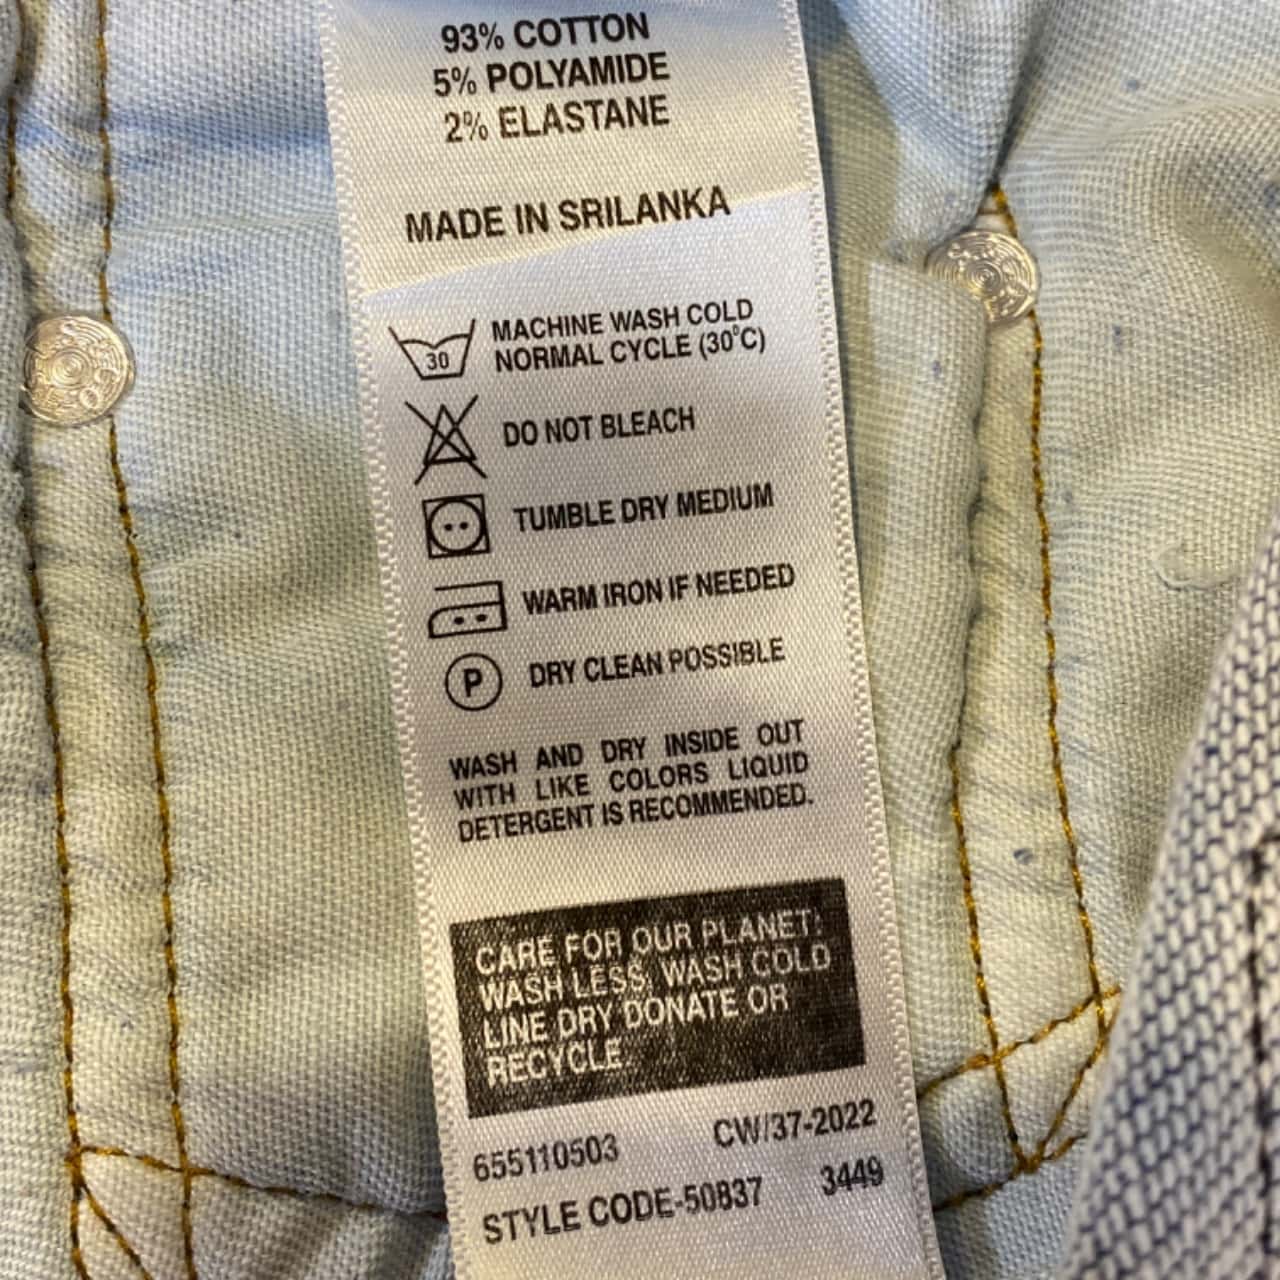 93% COTTON
5% POLYAMIDE
2% ELASTANE
MADE IN SRILANKA
30
MACHINE WASH COLD
NORMAL CYCLE (30°C)
DO NOT BLEACH
TUMBLE DRY MEDIUM
WARM IRON IF NEEDED
P DRY CLEAN POSSIBLE
WASH AND DRY INSIDE OUT
WITH LIKE COLORS LIQUID
DETERGENT IS RECOMMENDED.
CARE FOR OUR PLANET:
WASH LESS, WASH COLD
LINE DRY DONATE OR
RECYCLE
655110503 CW/37-2022
STYLE CODE-50837 3449